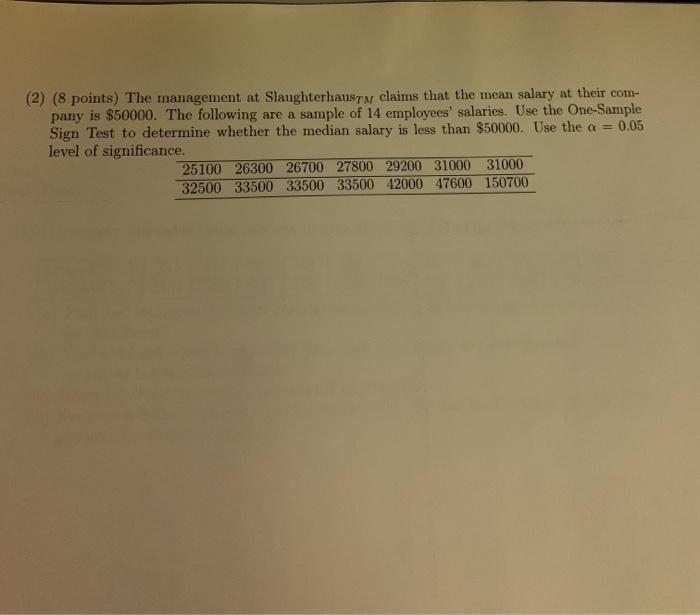 (2) (8 points) The management at Slaughterhaus™ claims that the mean salary at their com-
pany is $50000. The following are a sample of 14 employees' salaries. Use the One-Sample
Sign Test to determine whether the median salary is less than $50000. Use the α = 0.05
level of significance.
25100 26300 26700 27800 29200 31000 31000
32500 33500 33500 33500 42000 47600 150700